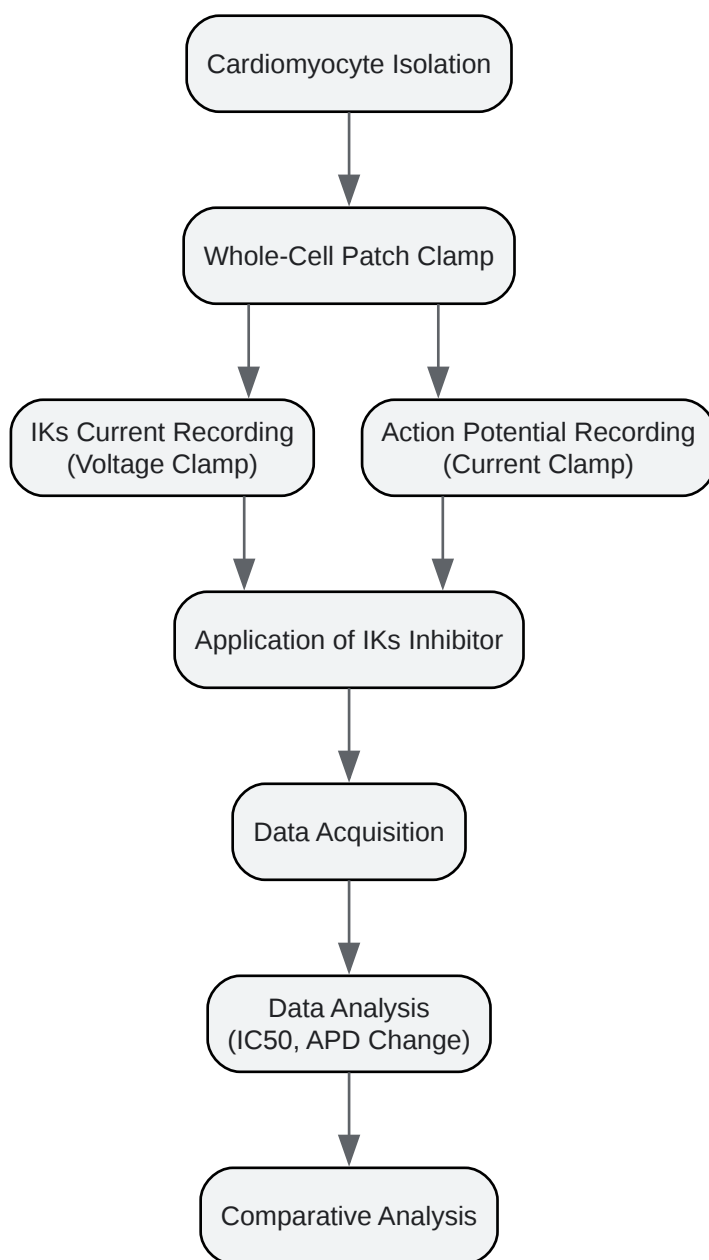 Cardiomyocyte Isolation
Whole-Cell Patch Clamp
IKs Current Recording
(Voltage Clamp)
Action Potential Recording
(Current Clamp)
Application of IKs Inhibitor
Data Acquisition
Data Analysis
(IC50, APD Change)
Comparative Analysis